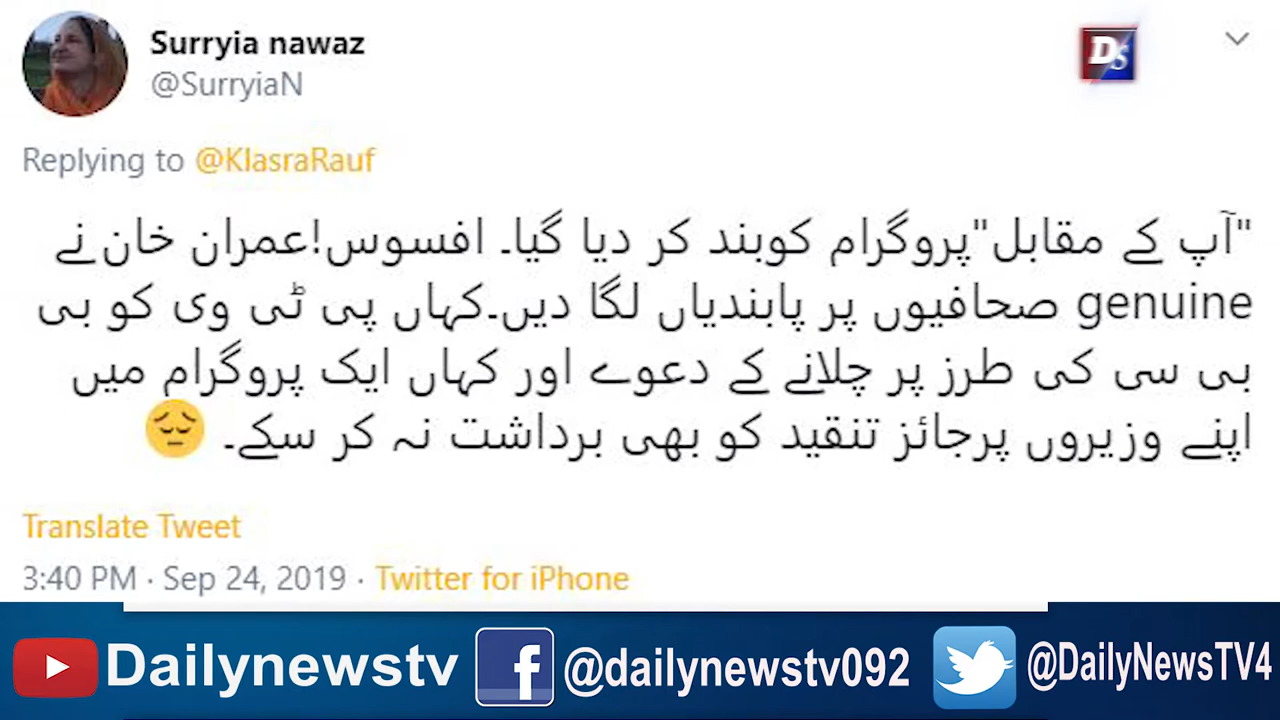 Surryia nawaz
@SurryiaN
DS
Replying to @KlasraRauf
"آپ کے مقابل"پروگرام کوبند کر دیا گیا۔ افسوس!عمران خان نے
genuine صحافیوں پر پابندیاں لگا دیں۔کہاں پی ٹی وی کو بی
بی سی کی طرز پر چلانے کے دعوے اور کہاں ایک پروگرام میں
اپنے وزیروں پرجائز تنقید کو بھی برداشت نہ کر سکے۔ 😔
Translate Tweet
3:40 PM · Sep 24, 2019 · Twitter for iPhone
Dailynewstv
@dailynewstv092
@DailyNewsTV4